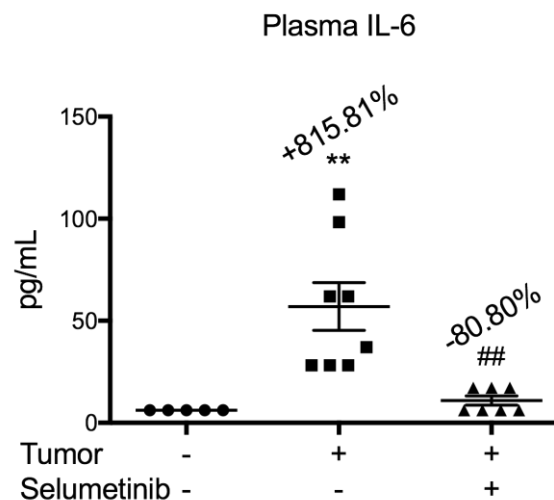 Plasma IL-6
+815.81%
**
-80.80%
##
150
100
50
0
pg/mL
Tumor - + +
Selumetinib - - +